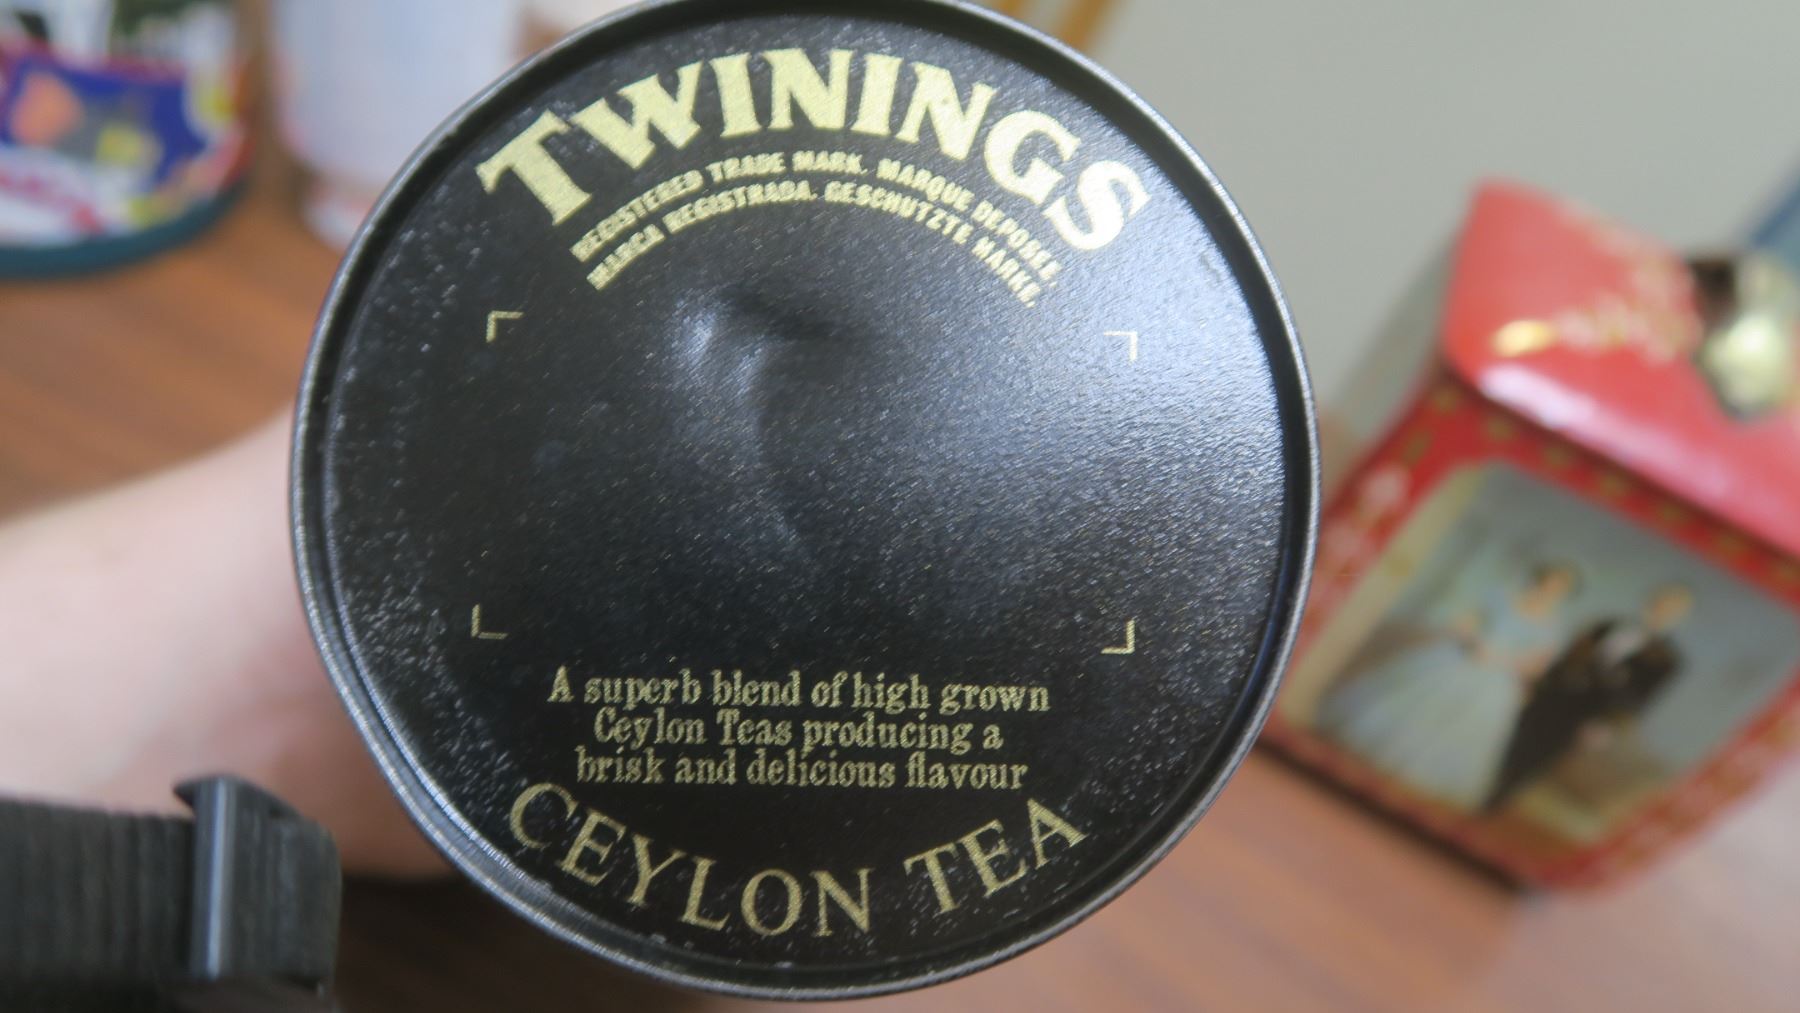 TWININGS
REGISTERED TRADE MARK. MARQUE DEPOSEE.
MARCA REGISTRADA. GESCHUTZTE MARKE.
A superb blend of high grown
Ceylon Teas producing a
brisk and delicious flavour
CEYLON TEA